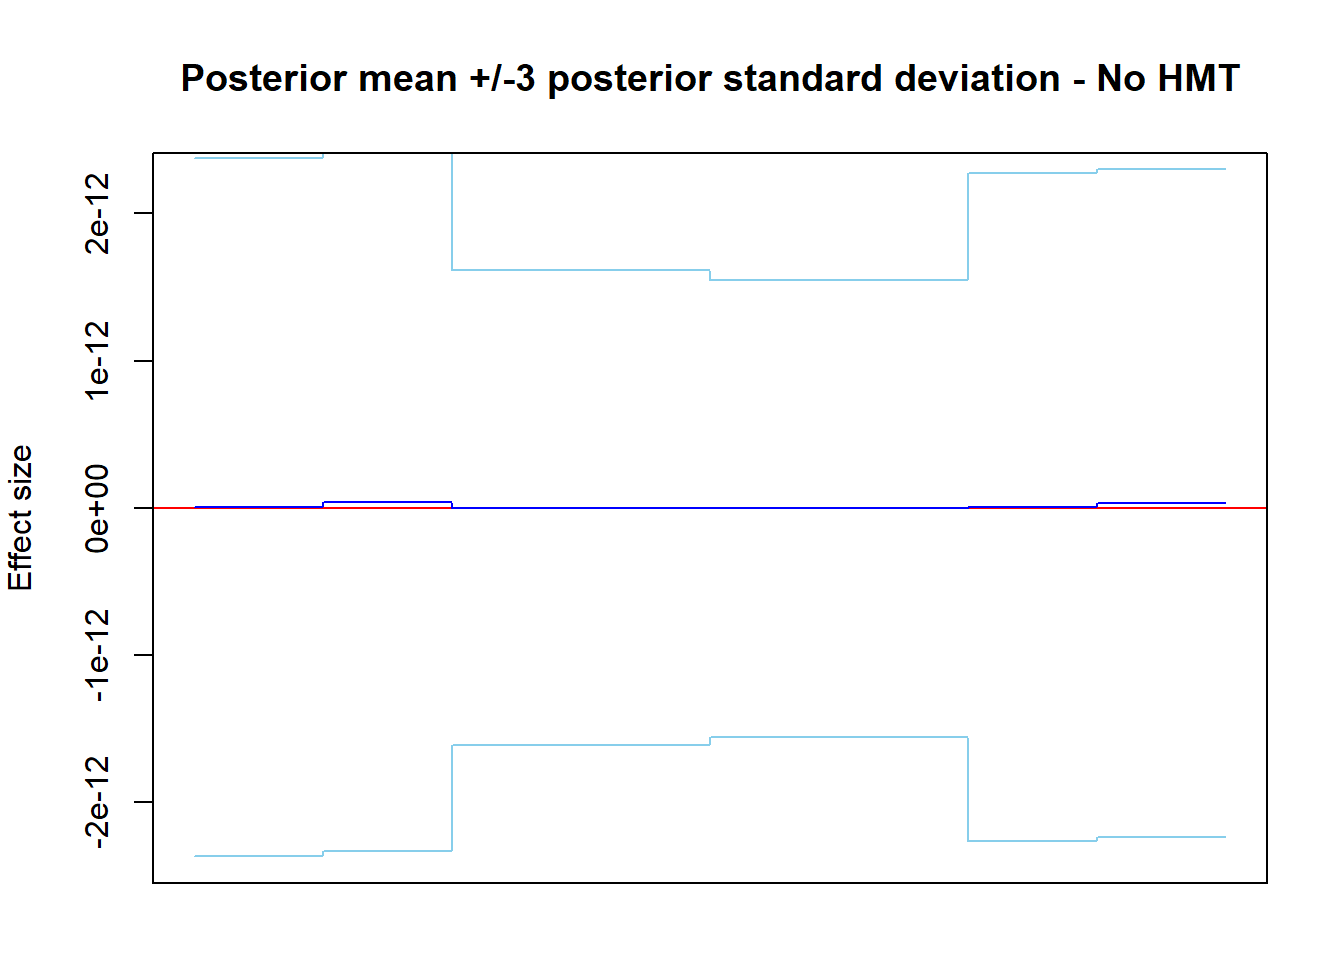 Posterior mean +/-3 posterior standard deviation - No HMT
Effect size
2e-12
1e-12
0e+00
-1e-12
-2e-12